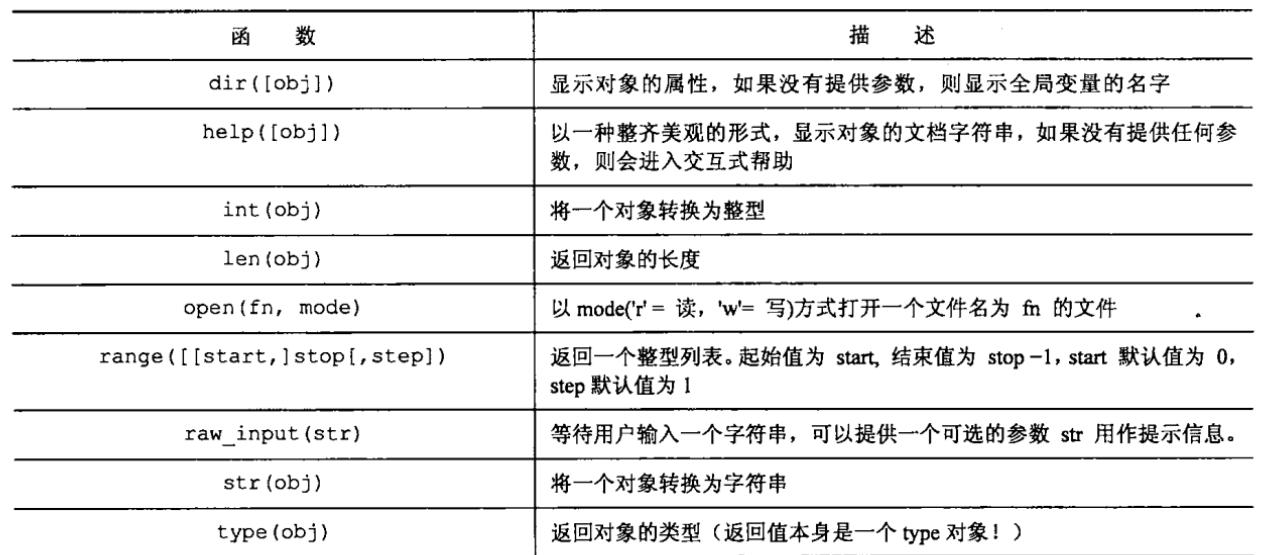 函 数 描 述
dir([obj]) 显示对象的属性，如果没有提供参数，则显示全局变量的名字
help([obj]) 以一种整齐美观的形式，显示对象的文档字符串，如果没有提供任何参
数，则会进入交互式帮助
int(obj) 将一个对象转换为整型
len(obj) 返回对象的长度
open(fn, mode) 以 mode('r' = 读，'w'= 写)方式打开一个文件名为 fn 的文件
range([[start,]stop[,step]) 返回一个整型列表。起始值为 start, 结束值为 stop −1，start 默认值为 0，
step 默认值为 1
raw_input(str) 等待用户输入一个字符串，可以提供一个可选的参数 str 用作提示信息。
str(obj) 将一个对象转换为字符串
type(obj) 返回对象的类型（返回值本身是一个 type 对象！）